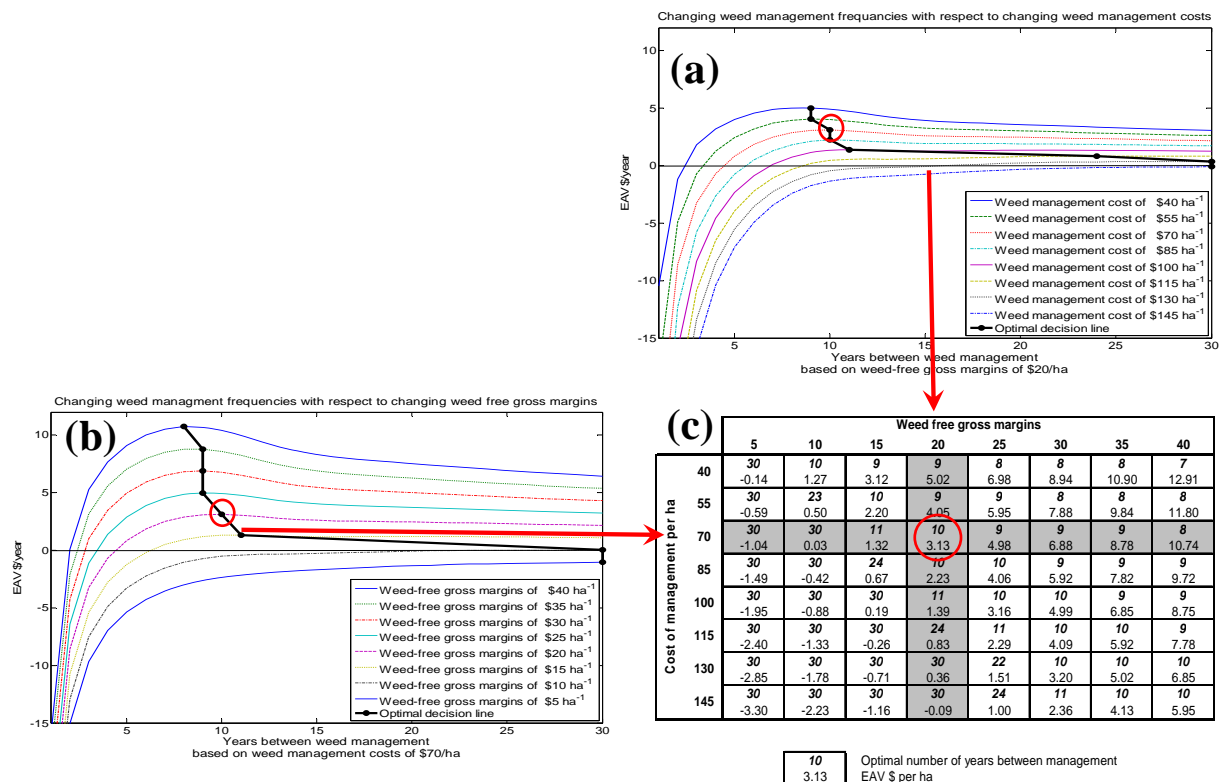 Changing weed management frequancies with respect to changing weed management costs
(a)
10
5
0
-5
-10
-15
EAV $/year
Weed management cost of $40 ha-1
Weed management cost of $55 ha-1
Weed management cost of $70 ha-1
Weed management cost of $85 ha-1
Weed management cost of $100 ha-1
Weed management cost of $115 ha-1
Weed management cost of $130 ha-1
Weed management cost of $145 ha-1
Optimal decision line
5 10 15 20 25 30
Years between weed management
based on weed-free gross margins of $20/ha
Changing weed managment frequencies with respect to changing weed free gross margins
(b)
10
5
0
-5
-10
-15
EAV $/year
Weed-free gross margins of $40 ha-1
Weed-free gross margins of $35 ha-1
Weed-free gross margins of $30 ha-1
Weed-free gross margins of $25 ha-1
Weed-free gross margins of $20 ha-1
Weed-free gross margins of $15 ha-1
Weed-free gross margins of $10 ha-1
Weed-free gross margins of $5 ha-1
Optimal decision line
5 10 15 20 25 30
Years between weed management
based on weed management costs of $70/ha
(c)
Weed free gross margins
5 10 15 20 25 30 35 40
Cost of management per ha
40 30 10 9 9 8 8 8 7
-0.14 1.27 3.12 5.02 6.98 8.94 10.90 12.91
55 30 23 10 9 9 8 8 8
-0.59 0.50 2.20 4.05 5.95 7.88 9.84 11.80
70 30 30 11 10 9 9 9 8
-1.04 0.03 1.32 3.13 4.98 6.88 8.78 10.74
85 30 30 24 10 10 9 9 9
-1.49 -0.42 0.67 2.23 4.06 5.92 7.82 9.72
100 30 30 30 11 10 10 9 9
-1.95 -0.88 0.19 1.39 3.16 4.99 6.85 8.75
115 30 30 30 24 11 10 10 9
-2.40 -1.33 -0.26 0.83 2.29 4.09 5.92 7.78
130 30 30 30 30 22 10 10 10
-2.85 -1.78 -0.71 0.36 1.51 3.20 5.02 6.85
145 30 30 30 30 24 11 10 10
-3.30 -2.23 -1.16 -0.09 1.00 2.36 4.13 5.95
10 Optimal number of years between management
3.13 EAV $ per ha